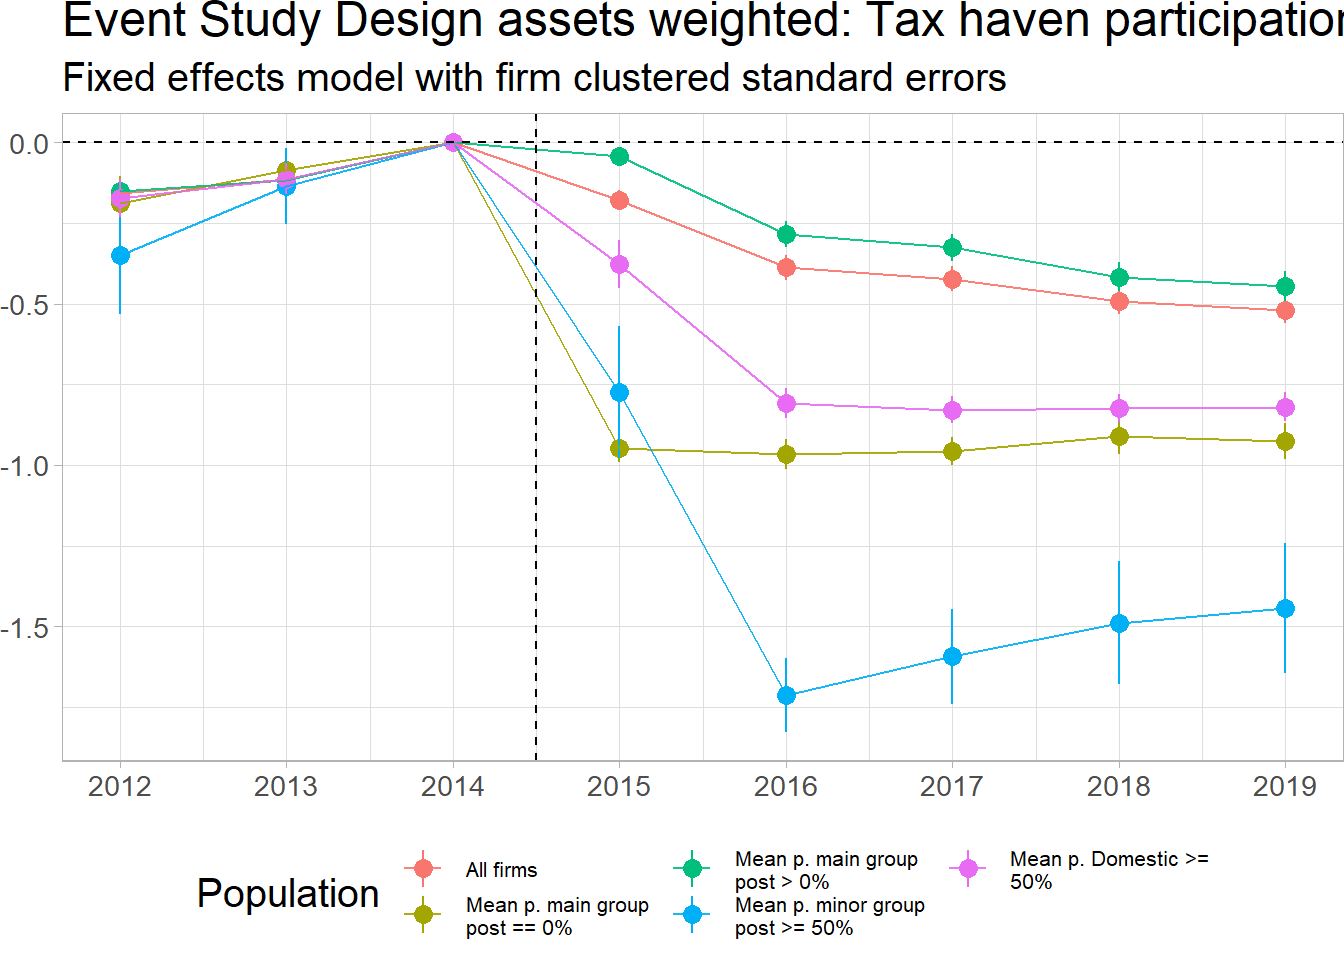 Event Study Design assets weighted: Tax haven participation
Fixed effects model with firm clustered standard errors
0.0
-0.5
-1.0
-1.5
2012 2013 2014 2015 2016 2017 2018 2019
Population
All firms
Mean p. main group
post == 0%
Mean p. main group
post > 0%
Mean p. minor group
post >= 50%
Mean p. Domestic >=
50%